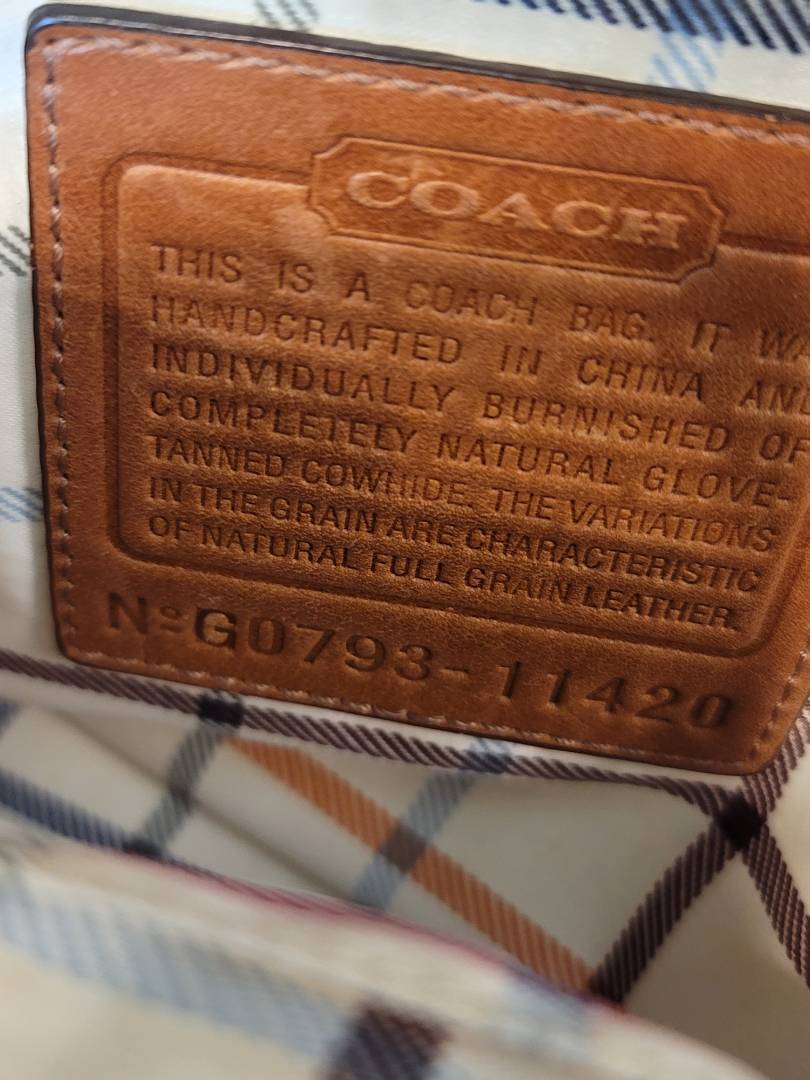 COACH
THIS IS A COACH BAG. IT WA
HANDCRAFTED IN CHINA AN
INDIVIDUALLY BURNISHED OF
COMPLETELY NATURAL GLOVE-
TANNED COWHIDE. THE VARIATIONS
IN THE GRAIN ARE CHARACTERISTIC
OF NATURAL FULL GRAIN LEATHER.
Nº G0793-11420